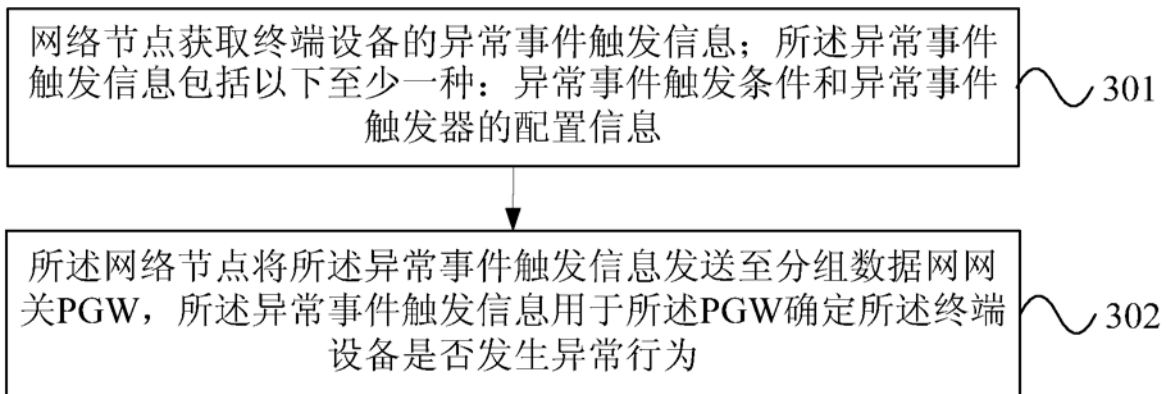 网络节点获取终端设备的异常事件触发信息；所述异常事件
触发信息包括以下至少一种：异常事件触发条件和异常事件
触发器的配置信息
301
所述网络节点将所述异常事件触发信息发送至分组数据网网
关PGW，所述异常事件触发信息用于所述PGW确定所述终端
设备是否发生异常行为
302